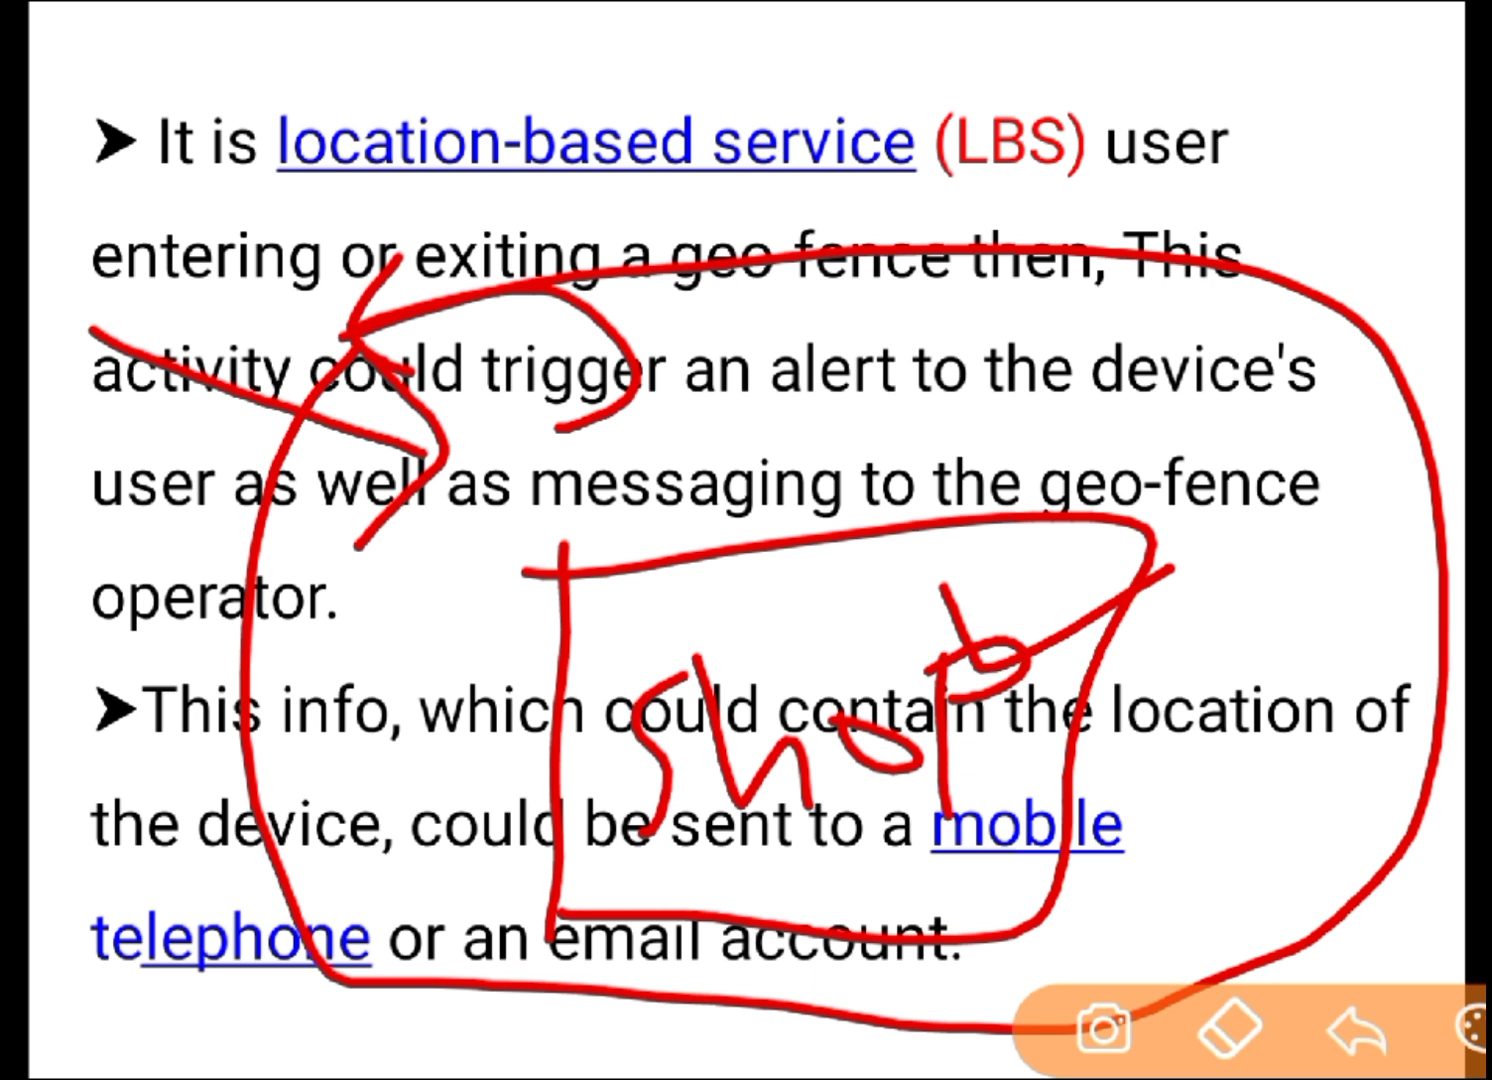 ➤ It is location-based service (LBS) user
entering or exiting a geo fence then, This
activity could trigger an alert to the device's
user as well as messaging to the geo-fence
operator.
➤This info, which could contain the location of
the device, could be sent to a mobile
telephone or an email account.
shop